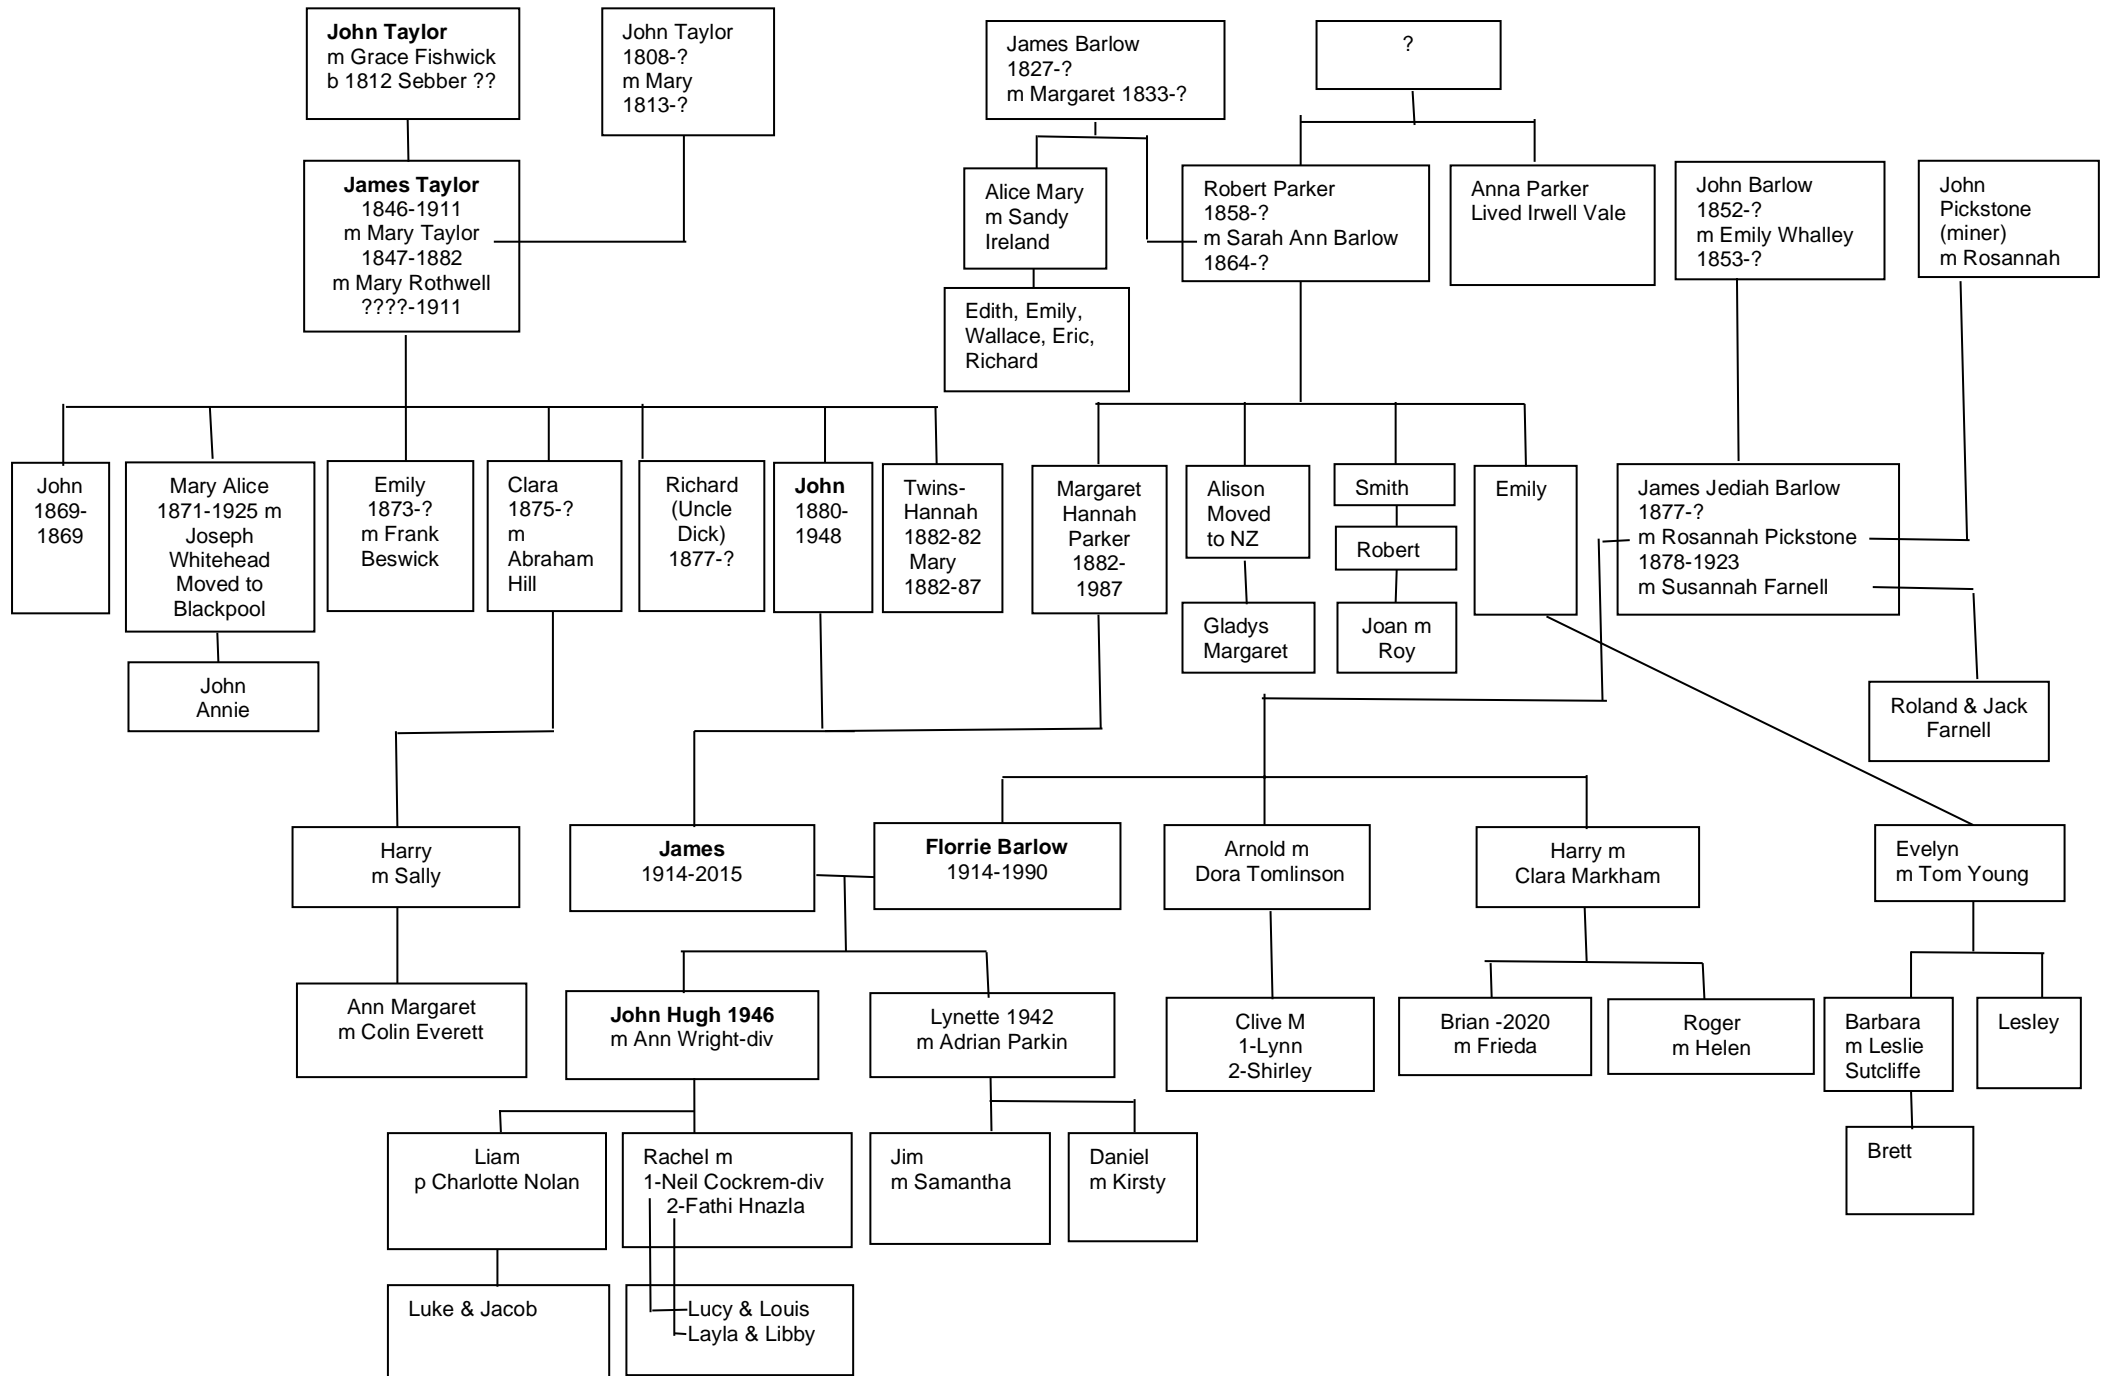 John Taylor
m Grace Fishwick
b 1812 Sebber ??
John Taylor
1808-?
m Mary
1813-?
James Barlow
1827-?
m Margaret 1833-?
?
James Taylor
1846-1911
m Mary Taylor
1847-1882
m Mary Rothwell
????-1911
Alice Mary
m Sandy
Ireland
Robert Parker
1858-?
m Sarah Ann Barlow
1864-?
Anna Parker
Lived Irwell Vale
John Barlow
1852-?
m Emily Whalley
1853-?
John
Pickstone
(miner)
m Rosannah
Edith, Emily,
Wallace, Eric,
Richard
John
1869-
1869
Mary Alice
1871-1925 m
Joseph
Whitehead
Moved to
Blackpool
Emily
1873-?
m Frank
Beswick
Clara
1875-?
m
Abraham
Hill
Richard
(Uncle
Dick)
1877-?
John
1880-
1948
Twins-
Hannah
1882-82
Mary
1882-87
Margaret
Hannah
Parker
1882-
1987
Alison
Moved
to NZ
Smith
Robert
Emily
James Jediah Barlow
1877-?
m Rosannah Pickstone
1878-1923
m Susannah Farnell
Gladys
Margaret
Joan m
Roy
John
Annie
Roland & Jack
Farnell
Harry
m Sally
James
1914-2015
Florrie Barlow
1914-1990
Arnold m
Dora Tomlinson
Harry m
Clara Markham
Evelyn
m Tom Young
Ann Margaret
m Colin Everett
John Hugh 1946
m Ann Wright-div
Lynette 1942
m Adrian Parkin
Clive M
1-Lynn
2-Shirley
Brian -2020
m Frieda
Roger
m Helen
Barbara
m Leslie
Sutcliffe
Lesley
Liam
p Charlotte Nolan
Rachel m
1-Neil Cockrem-div
2-Fathi Hnazla
Jim
m Samantha
Daniel
m Kirsty
Brett
Luke & Jacob
Lucy & Louis
Layla & Libby